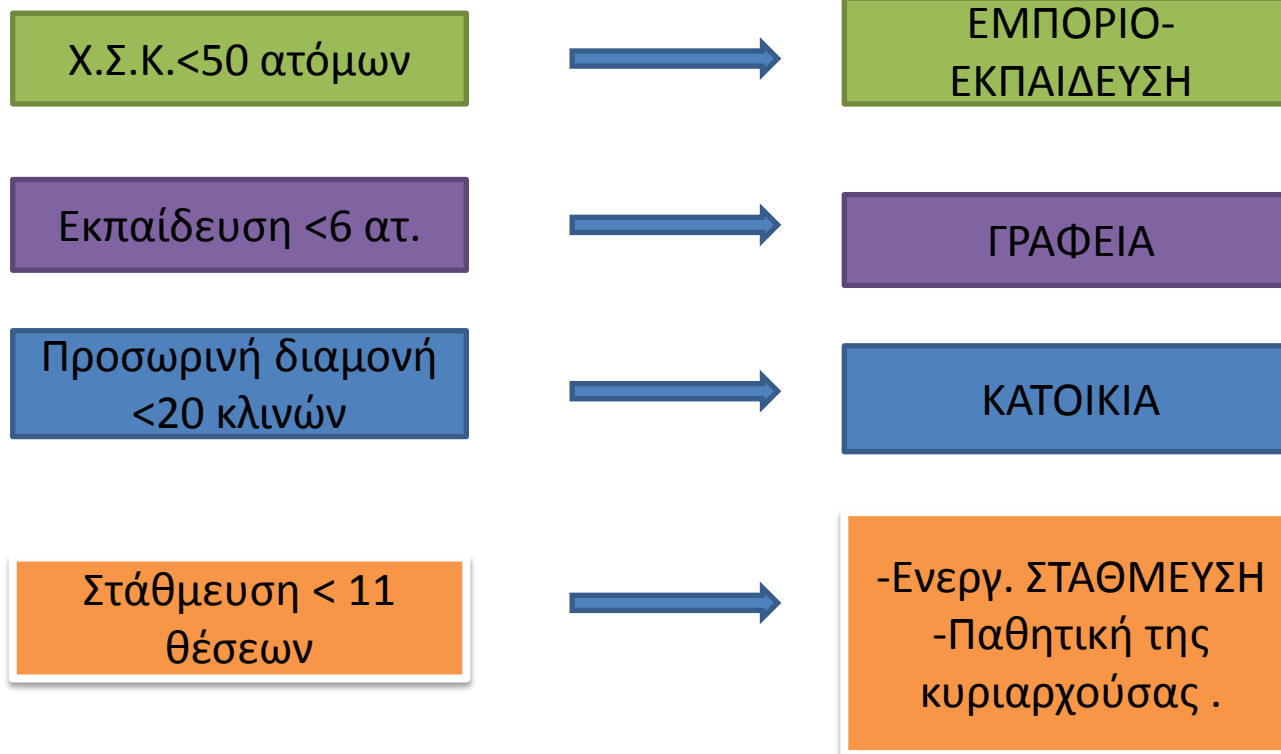 Χ.Σ.Κ.<50 ατόμων
ΕΜΠΟΡΙΟ-
ΕΚΠΑΙΔΕΥΣΗ
Εκπαίδευση <6 ατ.
ΓΡΑΦΕΙΑ
Προσωρινή διαμονή
<20 κλινών
ΚΑΤΟΙΚΙΑ
Στάθμευση < 11
θέσεων
-Ενεργ. ΣΤΑΘΜΕΥΣΗ
-Παθητική της
κυριαρχούσας .